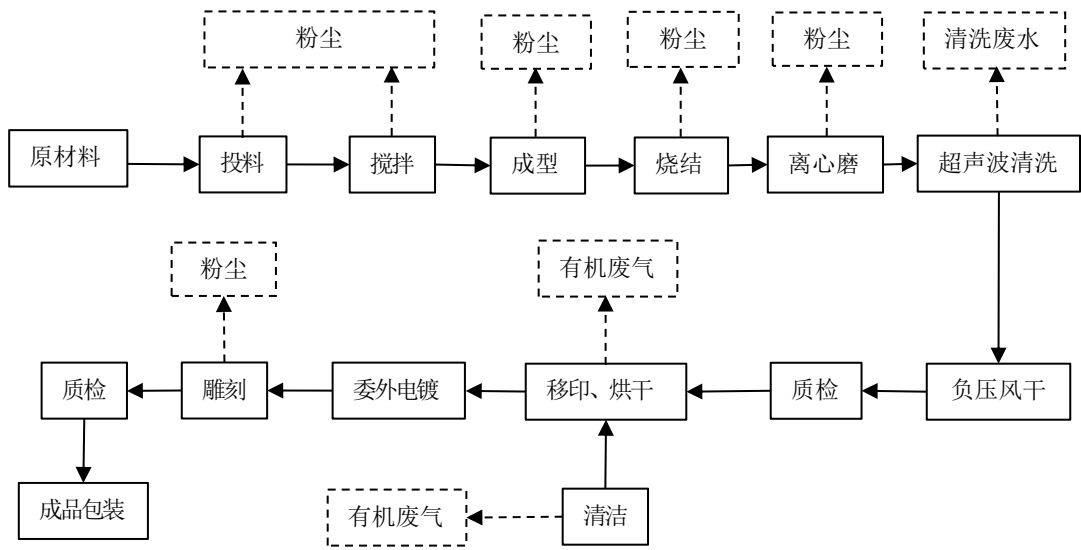 粉尘
粉尘
粉尘
粉尘
清洗废水
原材料
投料
搅拌
成型
烧结
离心磨
超声波清洗
粉尘
有机废气
质检
雕刻
委外电镀
移印、烘干
质检
负压风干
成品包装
有机废气
清洁